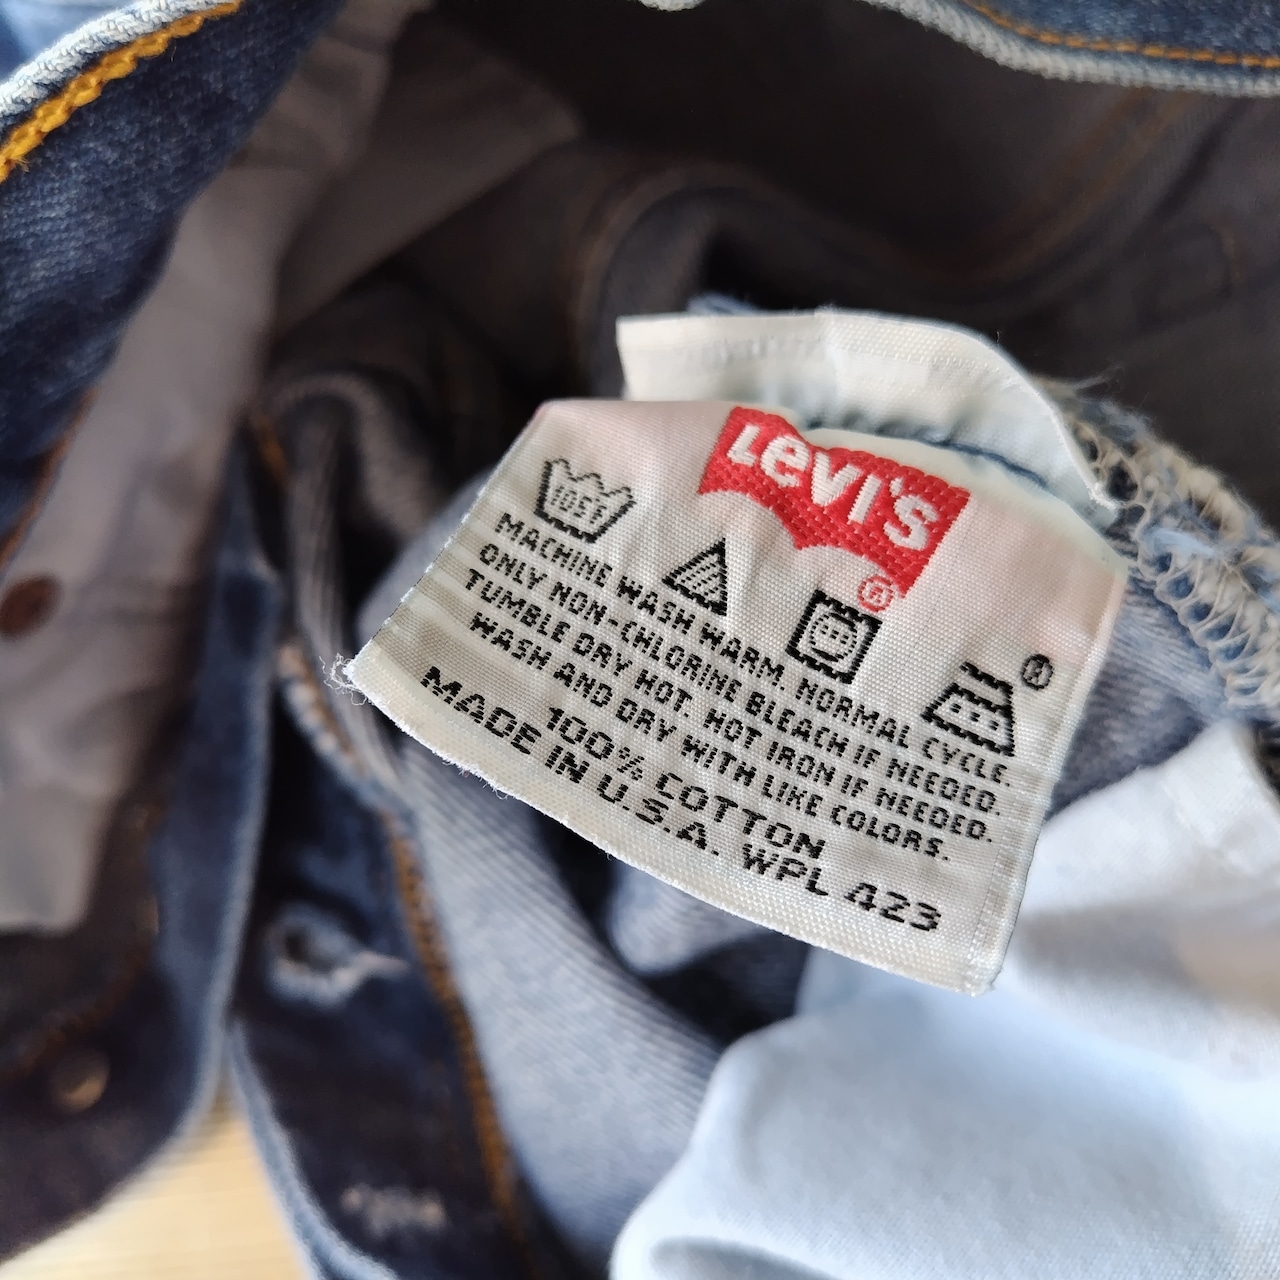 LEVI'S
®
105F
®
MACHINE WASH WARM. NORMAL CYCLE.
ONLY NON-CHLORINE BLEACH IF NEEDED.
TUMBLE DRY HOT. HOT IRON IF NEEDED.
WASH AND DRY WITH LIKE COLORS.
100% COTTON
MADE IN U.S.A. WPL 423